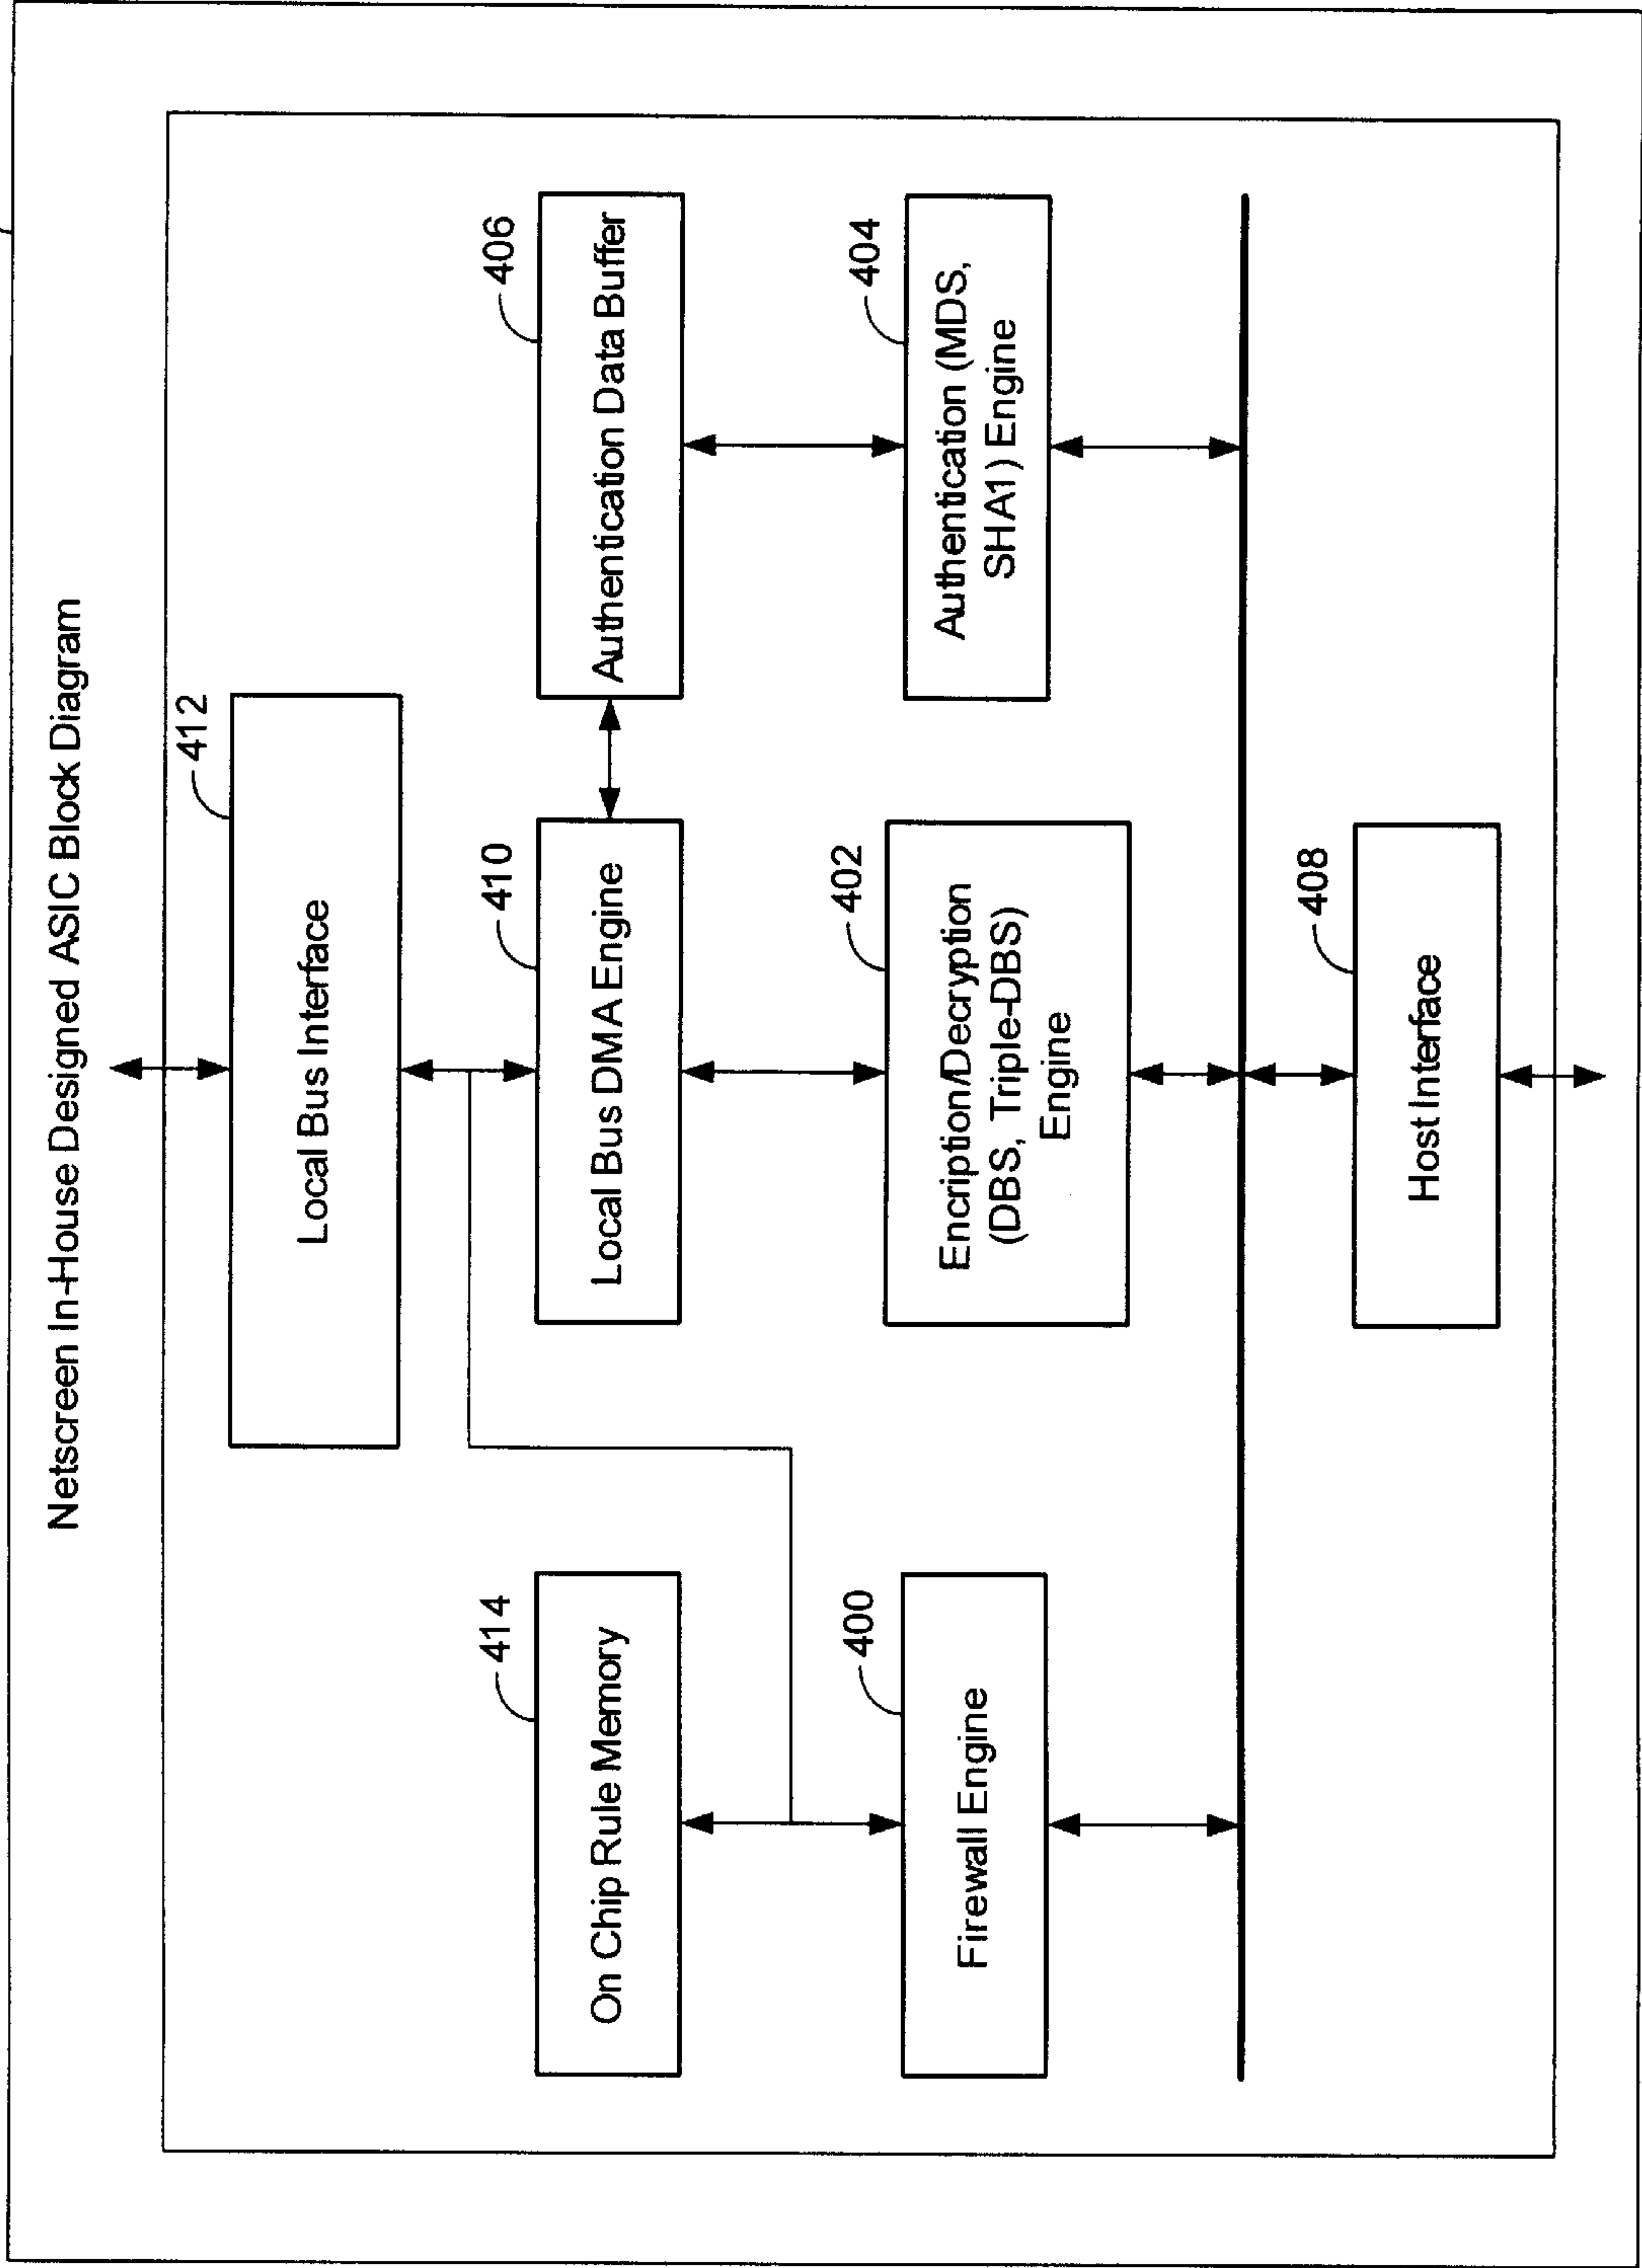 Netscreen In-House Designed ASIC Block Diagram
412
Local Bus Interface
414
On Chip Rule Memory
410
Local Bus DMA Engine
406
Authentication Data Buffer
400
Firewall Engine
402
Encription/Decryption
(DBS, Triple-DBS)
Engine
404
Authentication (MDS,
SHA1) Engine
408
Host Interface